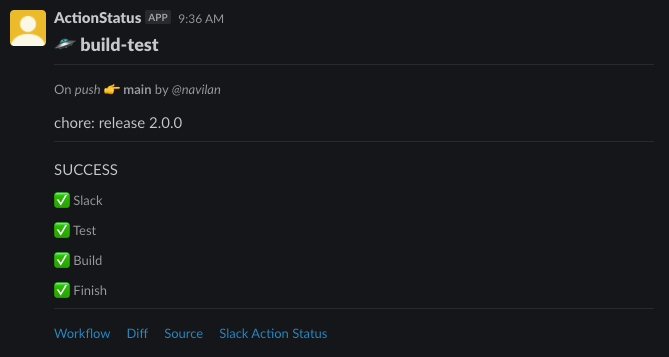 ActionStatus APP 9:36 AM
🛸 build-test
On push 👉 main by @navilan
chore: release 2.0.0
SUCCESS
✅ Slack
✅ Test
✅ Build
✅ Finish
Workflow Diff Source Slack Action Status